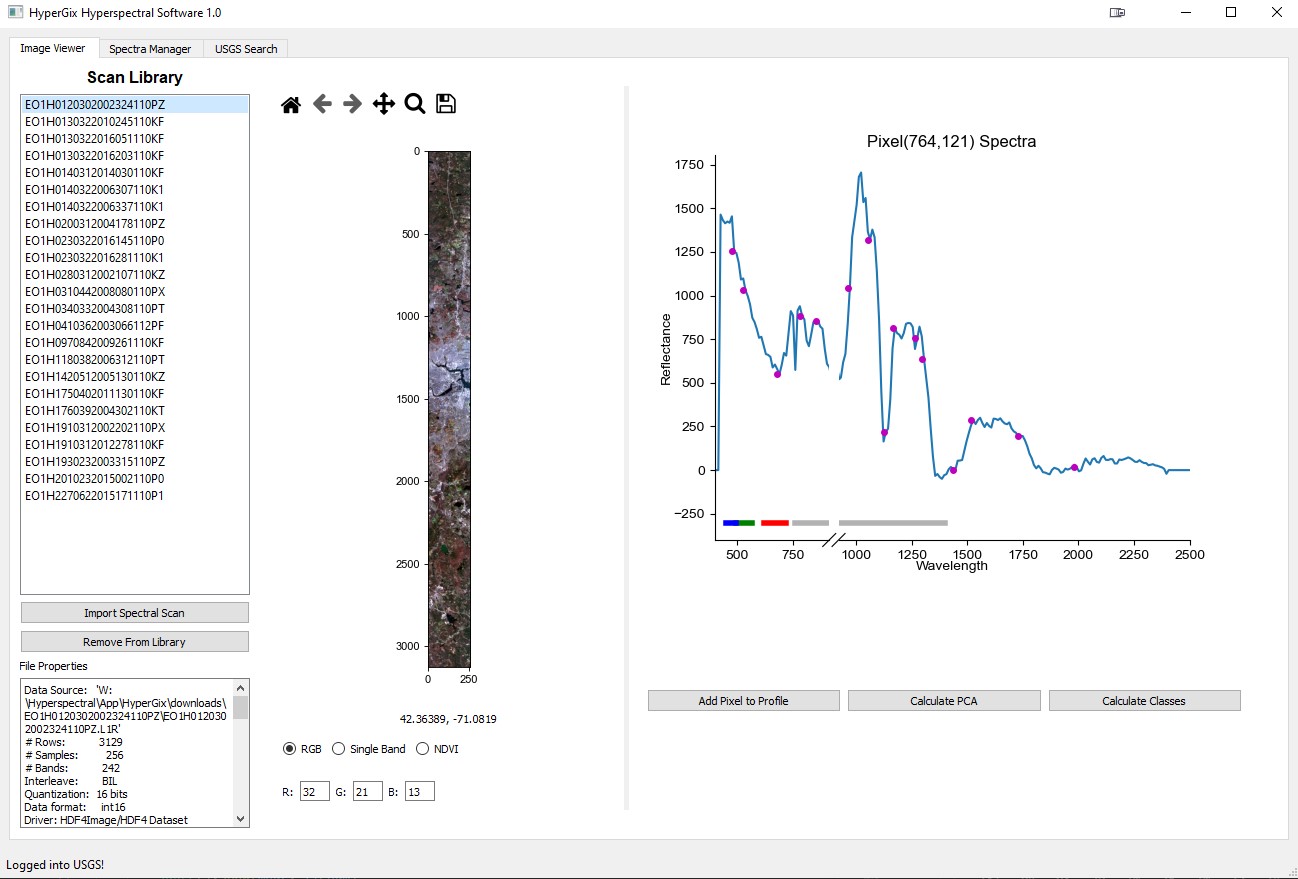 HyperGix Hyperspectral Software 1.0
Image Viewer
Spectra Manager
USGS Search
Scan Library
EO1H0120302002324110PZ
EO1H0130322010245110KF
EO1H0130322016051110KF
EO1H0130322016203110KF
EO1H0140312014030110KF
EO1H0140322006307110K1
EO1H0140322006337110K1
EO1H0200312004178110PZ
EO1H0230322016145110P0
EO1H0230322016281110K1
EO1H0280312002107110KZ
EO1H0310442008080110PX
EO1H0340332004308110PT
EO1H0410362003066112PF
EO1H0970842009261110KF
EO1H1180382006312110PT
EO1H1420512005130110KZ
EO1H1750402011130110KF
EO1H1760392004302110KT
EO1H1910312002202110PX
EO1H1910312012278110KF
EO1H1930232003315110PZ
EO1H2010232015002110P0
EO1H2270622015171110P1
Import Spectral Scan
Remove From Library
File Properties
Data Source: 'W:
\Hyperspectral\App\HyperGix\downloads\
EO1H0120302002324110PZ\EO1H012030
2002324110PZ.L1R'
# Rows: 3129
# Samples: 256
# Bands: 242
Interleave: BIL
Quantization: 16 bits
Data format: int16
Driver: HDF4Image/HDF4 Dataset
0
500
1000
1500
2000
2500
3000
0 250
42.36389, -71.0819
RGB Single Band NDVI
R: 32 G: 21 B: 13
Pixel(764,121) Spectra
Reflectance
1750
1500
1250
1000
750
500
250
0
−250
500 750 1000 1250 1500 1750 2000 2250 2500
Wavelength
Add Pixel to Profile
Calculate PCA
Calculate Classes
Logged into USGS!